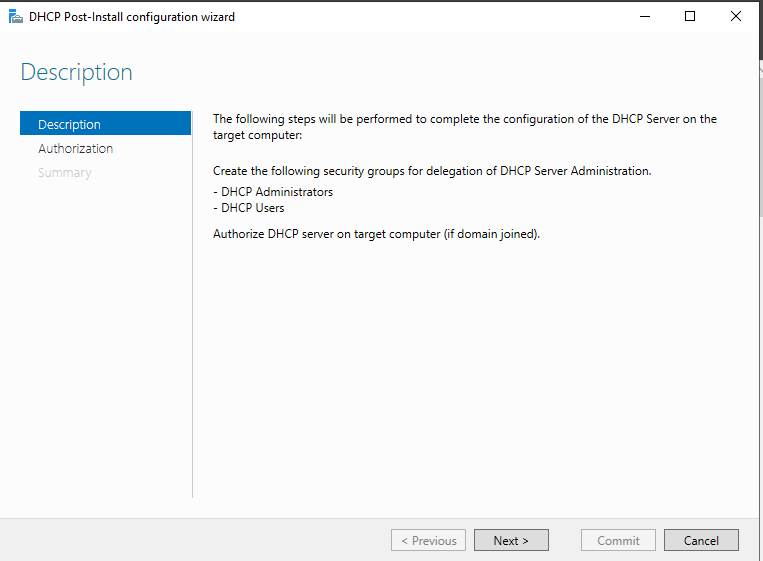 DHCP Post-Install configuration wizard
Description
Description
Authorization
Summary
The following steps will be performed to complete the configuration of the DHCP Server on the
target computer:
Create the following security groups for delegation of DHCP Server Administration.
- DHCP Administrators
- DHCP Users
Authorize DHCP server on target computer (if domain joined).
< Previous
Next >
Commit
Cancel